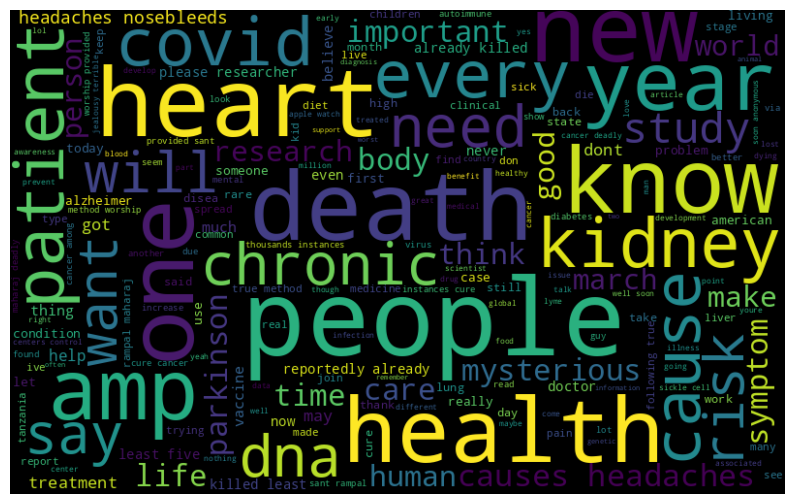 headaches nosebleeds
covid
important
new
heart
every
year
patient
person
world
need
study
already killed
believe
please researcher
month
live
living
children
autoimmune
early
stage
lol
keep
know
will
research
body
good
dont
problem
diet
high
clinical
sick
die
back
state
never
find
country
show
today
someone
even
first
don
kid
alzheimer
method worship
got
much
spread
rare
disea
mental
death
one
want
thing
condition
help
said
type
common
true method
medicine
instances cure
thousands instances
chronic
think
virus
case
scientist
diabetes
american
development
kidney
march
make
people
cause
risk
symptom
mysterious
reportedly already
parkinson
vaccine
rampal maharaj
cure cancer
centers control
use
real
still
global
food
guy
doctor
liver
take
work
many
see
sickle cell
following true
well soon
illness
amp
say
time
care
dna
health
human
causes headaches
life
treatment
killed least
least five
sant rampal
report
trying
tanzania
let
ive
now
may
made
join
thank
lung
really
read
day
pain
cure
lot
maybe
associated
information
genetic
different
remember
infection
nothing
center
well
yeah
increase
another
due
though
drug
issue
talk
going
point
youre
cancer among
cancer deadly
soon anonymous
apple watch
provided sant
worship provided
awareness
prevent
look
support
treated
diagnosis
blood
seem
million
benefit
healthy
medical
cancer
article
via
lost
dying
better
love
animal
yes
man
two
come
lyme
found
often
right
part